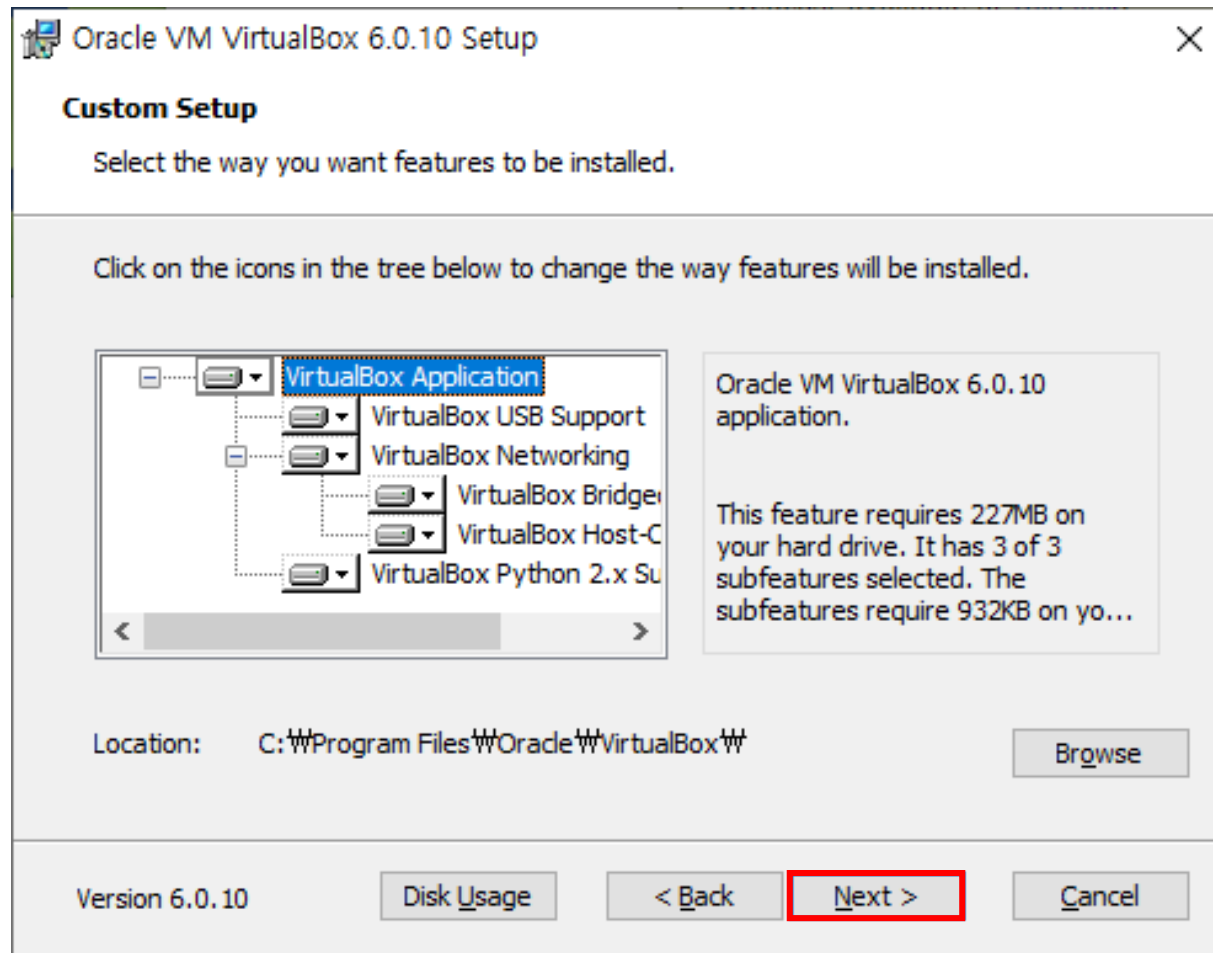 Oracle VM VirtualBox 6.0.10 Setup
Custom Setup
Select the way you want features to be installed.
Click on the icons in the tree below to change the way features will be installed.
VirtualBox Application
VirtualBox USB Support
VirtualBox Networking
VirtualBox Bridge
VirtualBox Host-C
VirtualBox Python 2.x Su
Oracle VM VirtualBox 6.0.10
application.
This feature requires 227MB on
your hard drive. It has 3 of 3
subfeatures selected. The
subfeatures require 932KB on yo...
Location: C:₩Program Files₩Oracle₩VirtualBox₩
Browse
Version 6.0.10
Disk Usage
< Back
Next >
Cancel